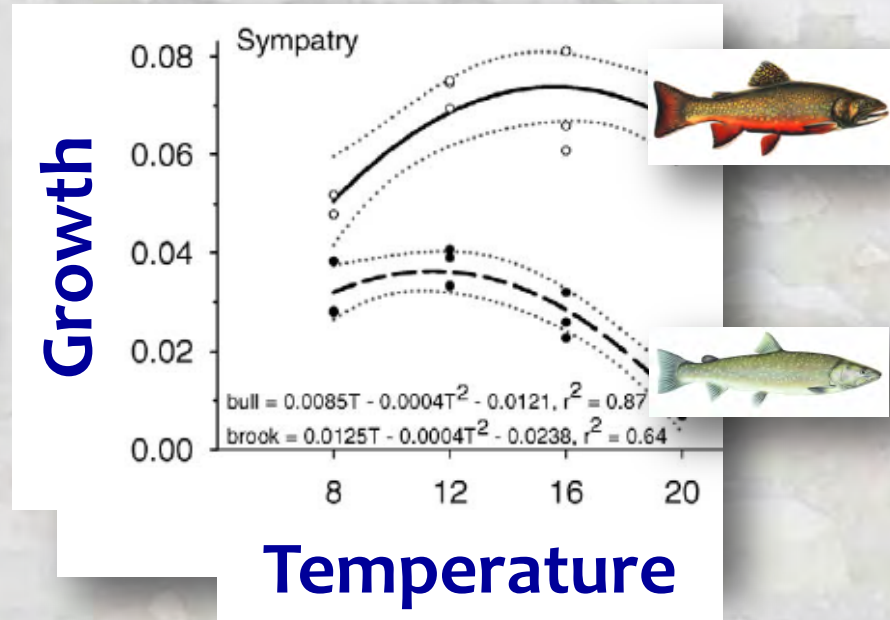 Sympatry
0.08
0.06
0.04
0.02
0.00
Growth
bull = 0.0085T - 0.0004T² - 0.0121, r² = 0.87
brook = 0.0125T - 0.0004T² - 0.0238, r² = 0.64
8 12 16 20
Temperature